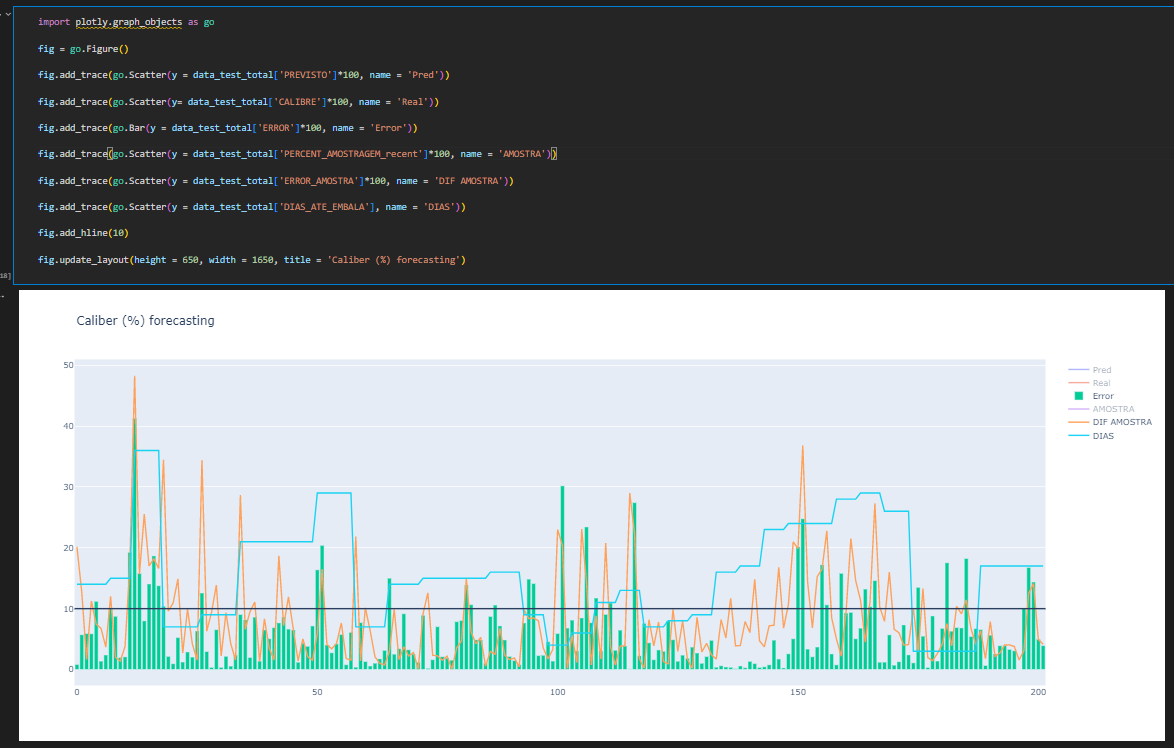 import plotly.graph_objects as go
fig = go.Figure()
fig.add_trace(go.Scatter(y = data_test_total['PREVISTO']*100, name = 'Pred'))
fig.add_trace(go.Scatter(y= data_test_total['CALIBRE']*100, name = 'Real'))
fig.add_trace(go.Bar(y = data_test_total['ERROR']*100, name = 'Error'))
fig.add_trace(go.Scatter(y = data_test_total['PERCENT_AMOSTRAGEM_recent']*100, name = 'AMOSTRA'))
fig.add_trace(go.Scatter(y = data_test_total['ERROR_AMOSTRA']*100, name = 'DIF AMOSTRA'))
fig.add_trace(go.Scatter(y = data_test_total['DIAS_ATE_EMBALA'], name = 'DIAS'))
fig.add_hline(10)
fig.update_layout(height = 650, width = 1650, title = 'Caliber (%) forecasting')
18]
Caliber (%) forecasting
50
40
30
20
10
0
0 50 100 150 200
Pred
Real
Error
AMOSTRA
DIF AMOSTRA
DIAS